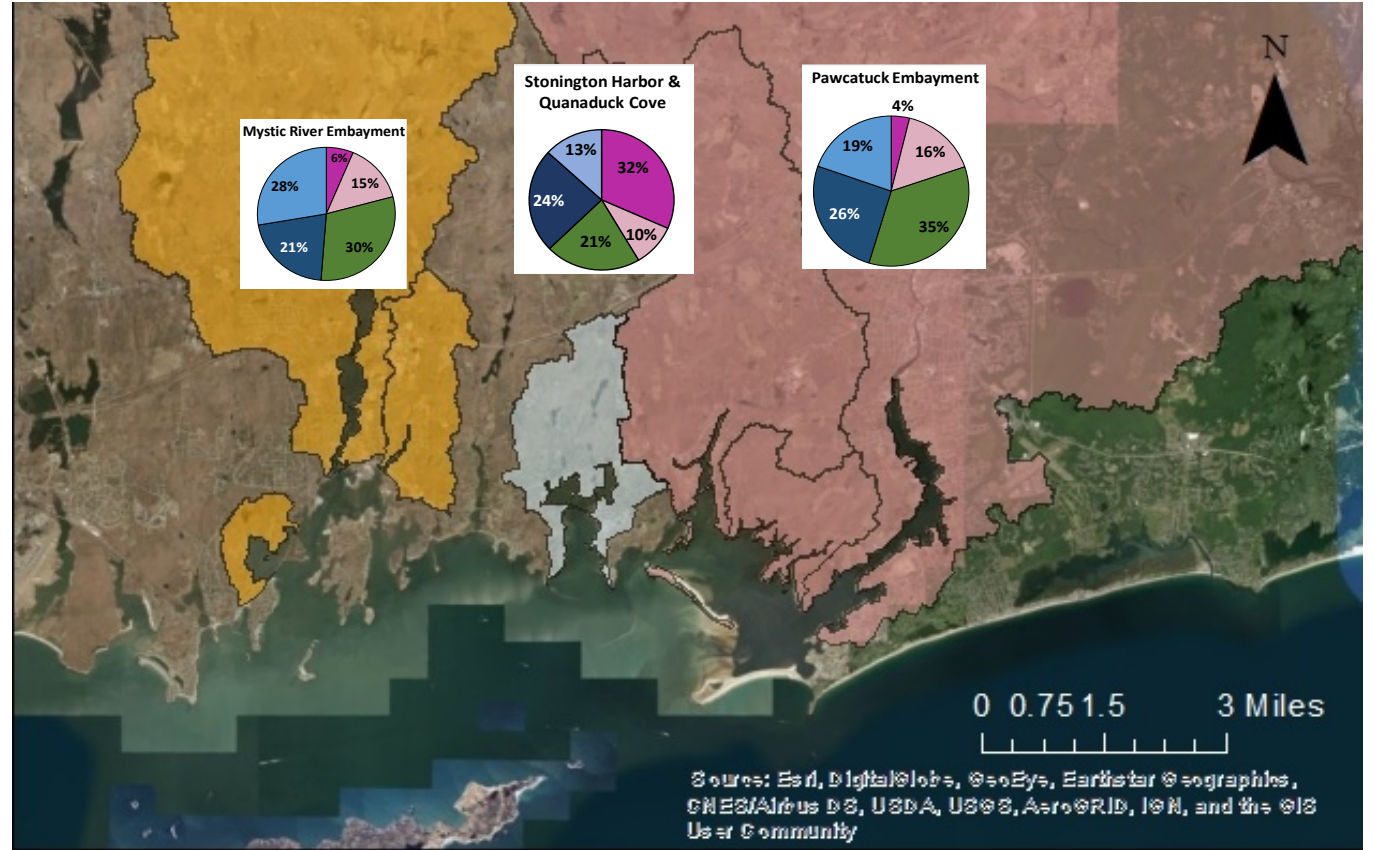 N
Stonington Harbor &
Quanaduck Cove
13%
32%
24%
21%
10%
Pawcatuck Embayment
4%
19%
16%
26%
35%
Mystic River Embayment
6%
28%
15%
21%
30%
0 0.75 1.5 3 Miles
Source: Esri, DigitalGlobe, GeoEye, Earthstar Geographics,
CNES/Airbus DS, USDA, USGS, AeroGRID, IGN, and the GIS
User Community